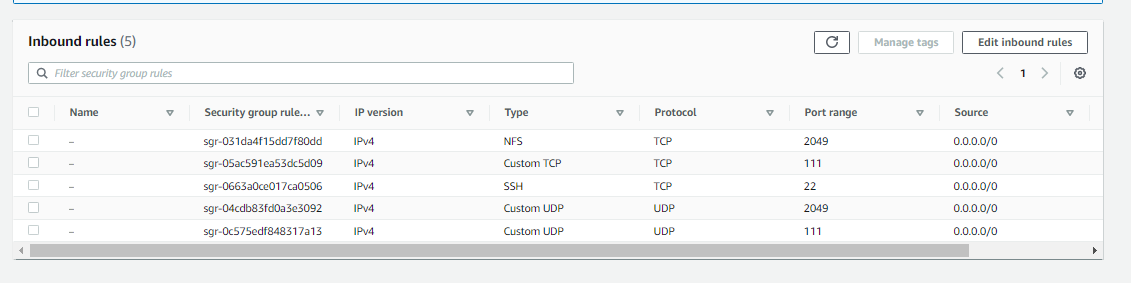 Inbound rules (5)
Manage tags
Edit inbound rules
Filter security group rules
1
Name Security group rule... IP version Type Protocol Port range Source
– sgr-031da4f15dd7f80dd IPv4 NFS TCP 2049 0.0.0.0/0
– sgr-05ac591ea53dc5d09 IPv4 Custom TCP TCP 111 0.0.0.0/0
– sgr-0663a0ce017ca0506 IPv4 SSH TCP 22 0.0.0.0/0
– sgr-04cdb83fd0a3e3092 IPv4 Custom UDP UDP 2049 0.0.0.0/0
– sgr-0c575edf848317a13 IPv4 Custom UDP UDP 111 0.0.0.0/0